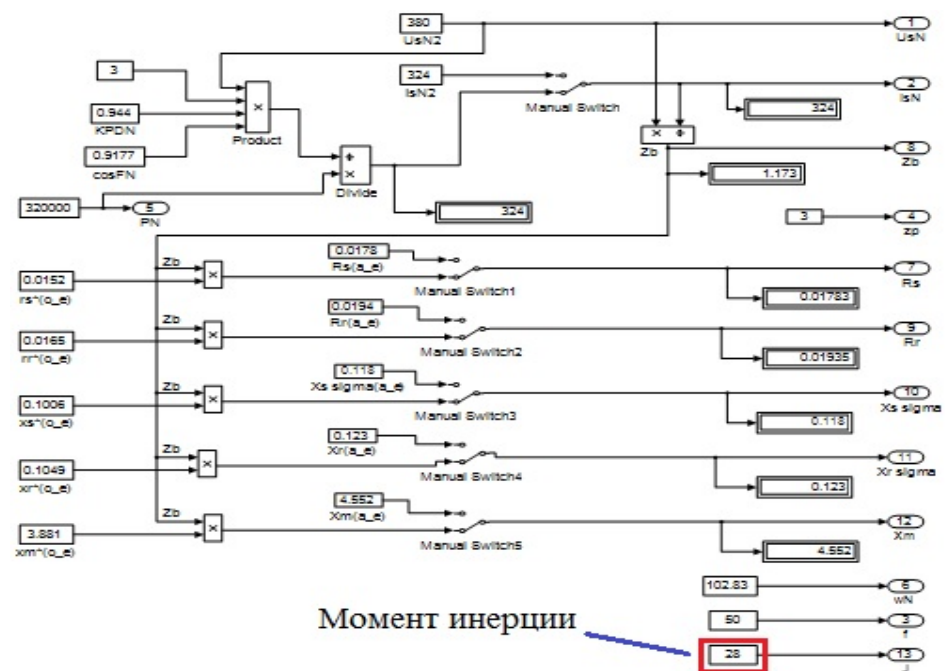 380
UsN2
1
UsN
3
324
IsN2
Manual Switch
2
IsN
324
0.944
KPDN
×
Product
0.9177
cosFN
× ÷
Zb
8
Zb
÷
×
Divide
1.173
320000
5
PN
324
3
4
zp
0.0178
Rs(a_e)
Zb
×
Manual Switch1
7
Rs
0.0152
rs*(o_e)
0.01783
0.0194
Rr(a_e)
Zb
×
Manual Switch2
9
Rr
0.0165
rr*(o_e)
0.01935
0.118
Xs sigma(a_e)
Zb
×
Manual Switch3
10
Xs sigma
0.1006
xs*(o_e)
0.118
0.123
Xr(a_e)
Zb
×
Manual Switch4
11
Xr sigma
0.1049
xr*(o_e)
0.123
4.552
Xm(a_e)
Zb
×
Manual Switch5
12
Xm
3.881
xm*(o_e)
4.552
102.83
6
wN
Момент инерции
50
3
f
28
13